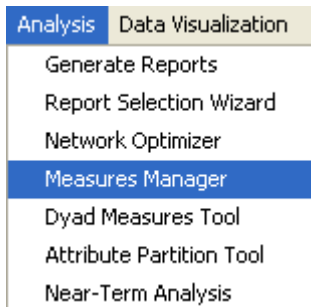 Analysis Data Visualization
Generate Reports
Report Selection Wizard
Network Optimizer
Measures Manager
Dyad Measures Tool
Attribute Partition Tool
Near-Term Analysis